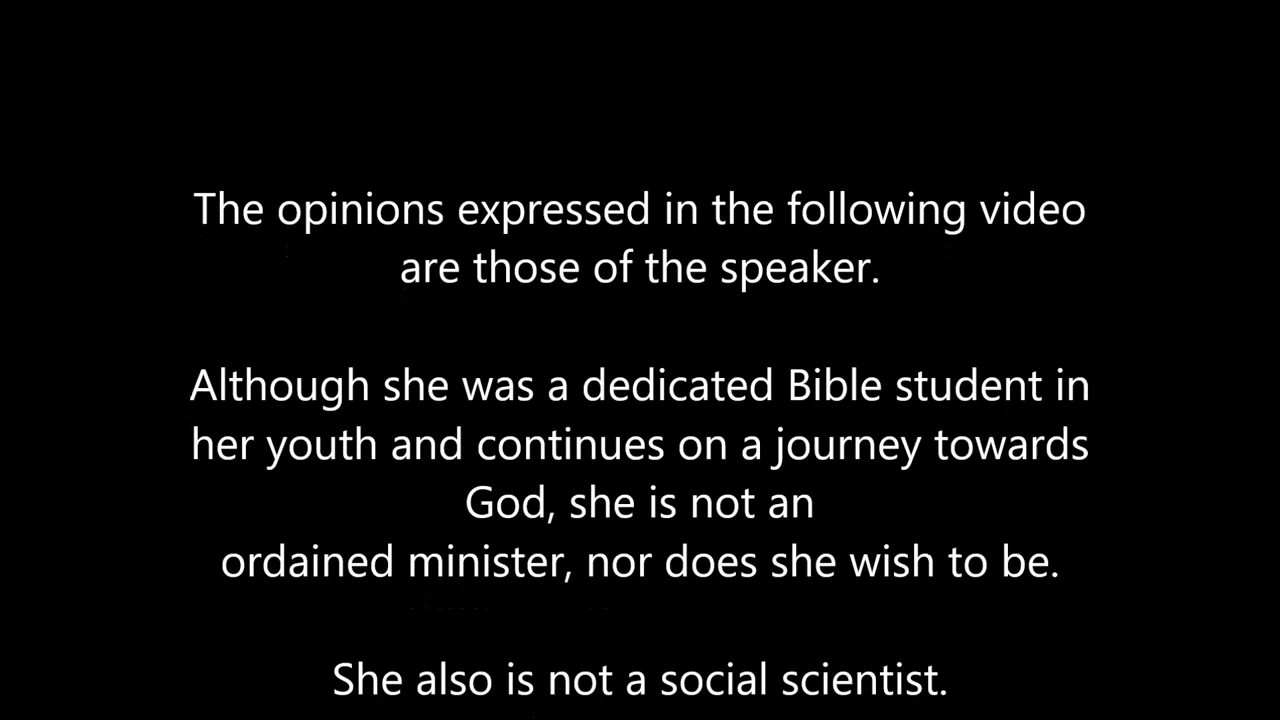 The opinions expressed in the following video
are those of the speaker.
Although she was a dedicated Bible student in
her youth and continues on a journey towards
God, she is not an
ordained minister, nor does she wish to be.
She also is not a social scientist.